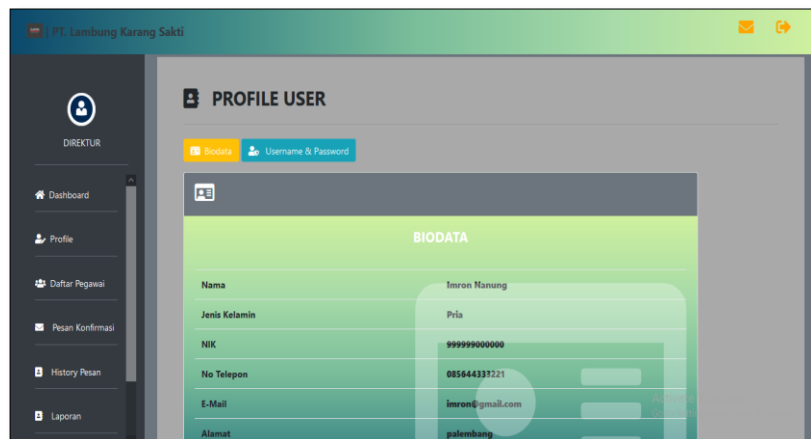 | PT. Lambung Karang Sakti
DIREKTUR
Dashboard
Profile
Daftar Pegawai
Pesan Konfirmasi
History Pesan
Laporan
PROFILE USER
Biodata Username & Password
BIODATA
Nama Imron Nanung
Jenis Kelamin Pria
NIK 999999000000
No Telepon 085644333221
E-Mail imron@gmail.com
Alamat palembang